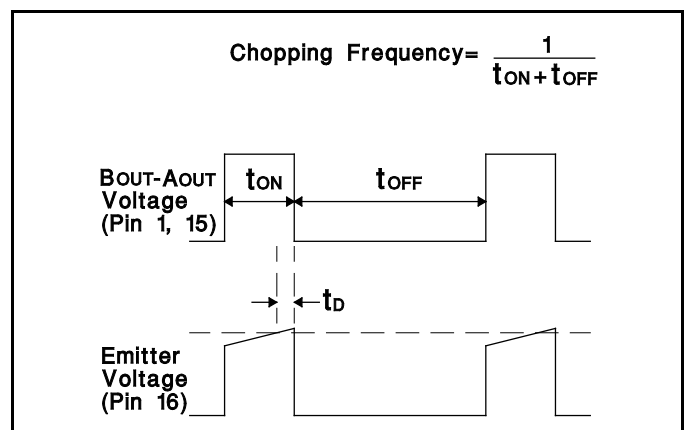 Chopping Frequency= 1
tON+tOFF
BOUT-AOUT
Voltage
(Pin 1, 15)
tON
tOFF
tD
Emitter
Voltage
(Pin 16)